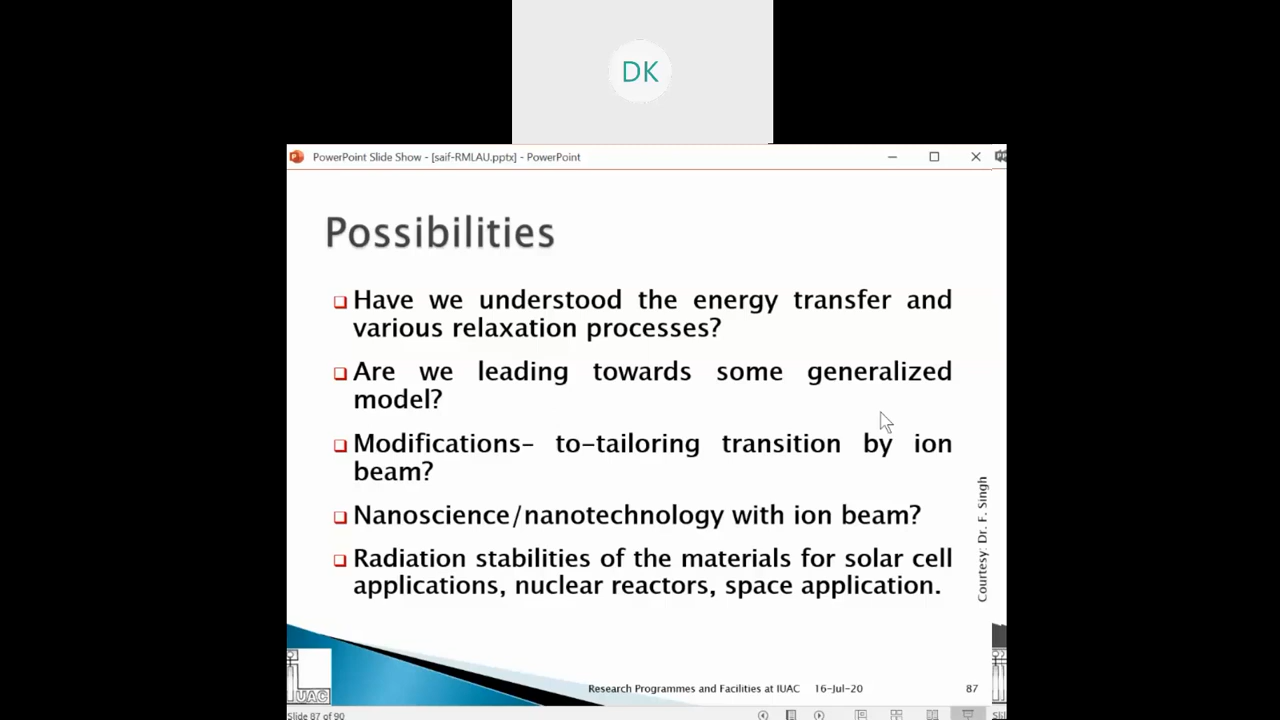 DK
PowerPoint Slide Show - [saif-RMLAU.pptx] - PowerPoint
Possibilities
❑ Have we understood the energy transfer and
various relaxation processes?
❑ Are we leading towards some generalized
model?
❑ Modifications- to-tailoring transition by ion
beam?
❑ Nanoscience/nanotechnology with ion beam?
❑ Radiation stabilities of the materials for solar cell
applications, nuclear reactors, space application.
Courtesy: Dr. F. Singh
IUAC
Research Programmes and Facilities at IUAC 16-Jul-20 87
Slide 87 of 90